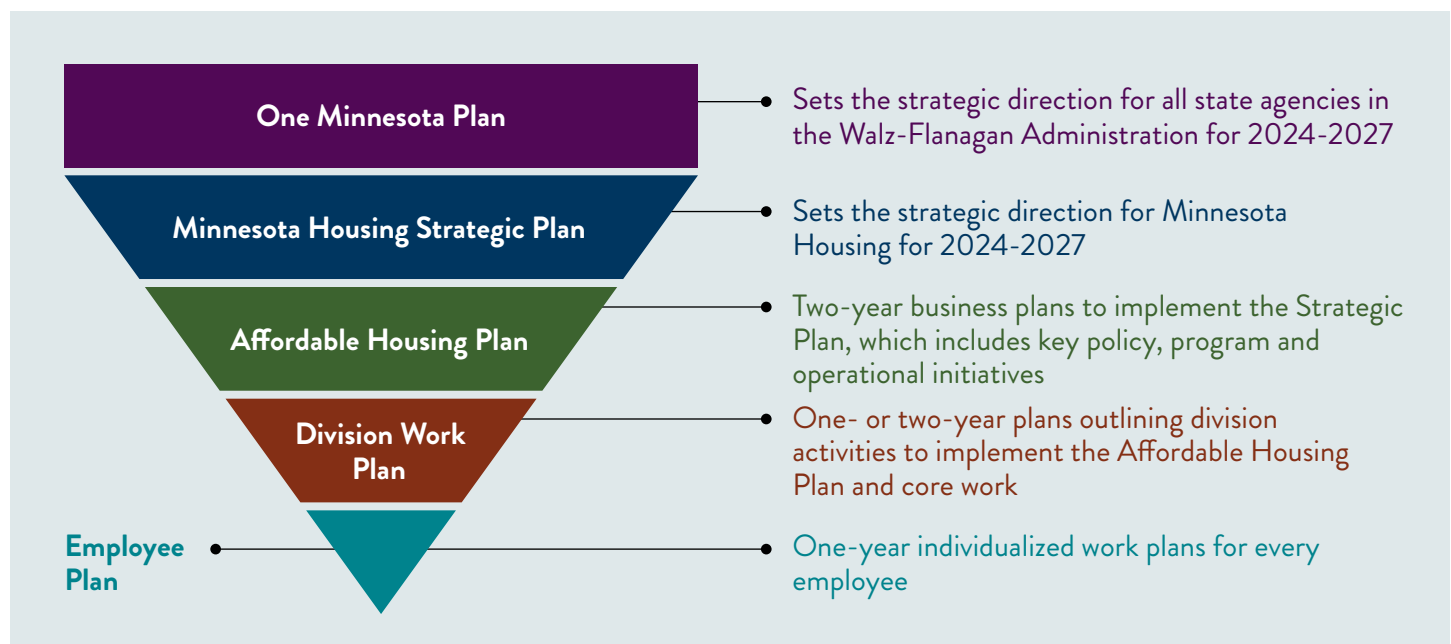 One Minnesota Plan
Sets the strategic direction for all state agencies in
the Walz-Flanagan Administration for 2024-2027
Minnesota Housing Strategic Plan
Sets the strategic direction for Minnesota
Housing for 2024-2027
Affordable Housing Plan
Two-year business plans to implement the Strategic
Plan, which includes key policy, program and
operational initiatives
Division Work
Plan
One- or two-year plans outlining division
activities to implement the Affordable Housing
Plan and core work
Employee
Plan
One-year individualized work plans for every
employee